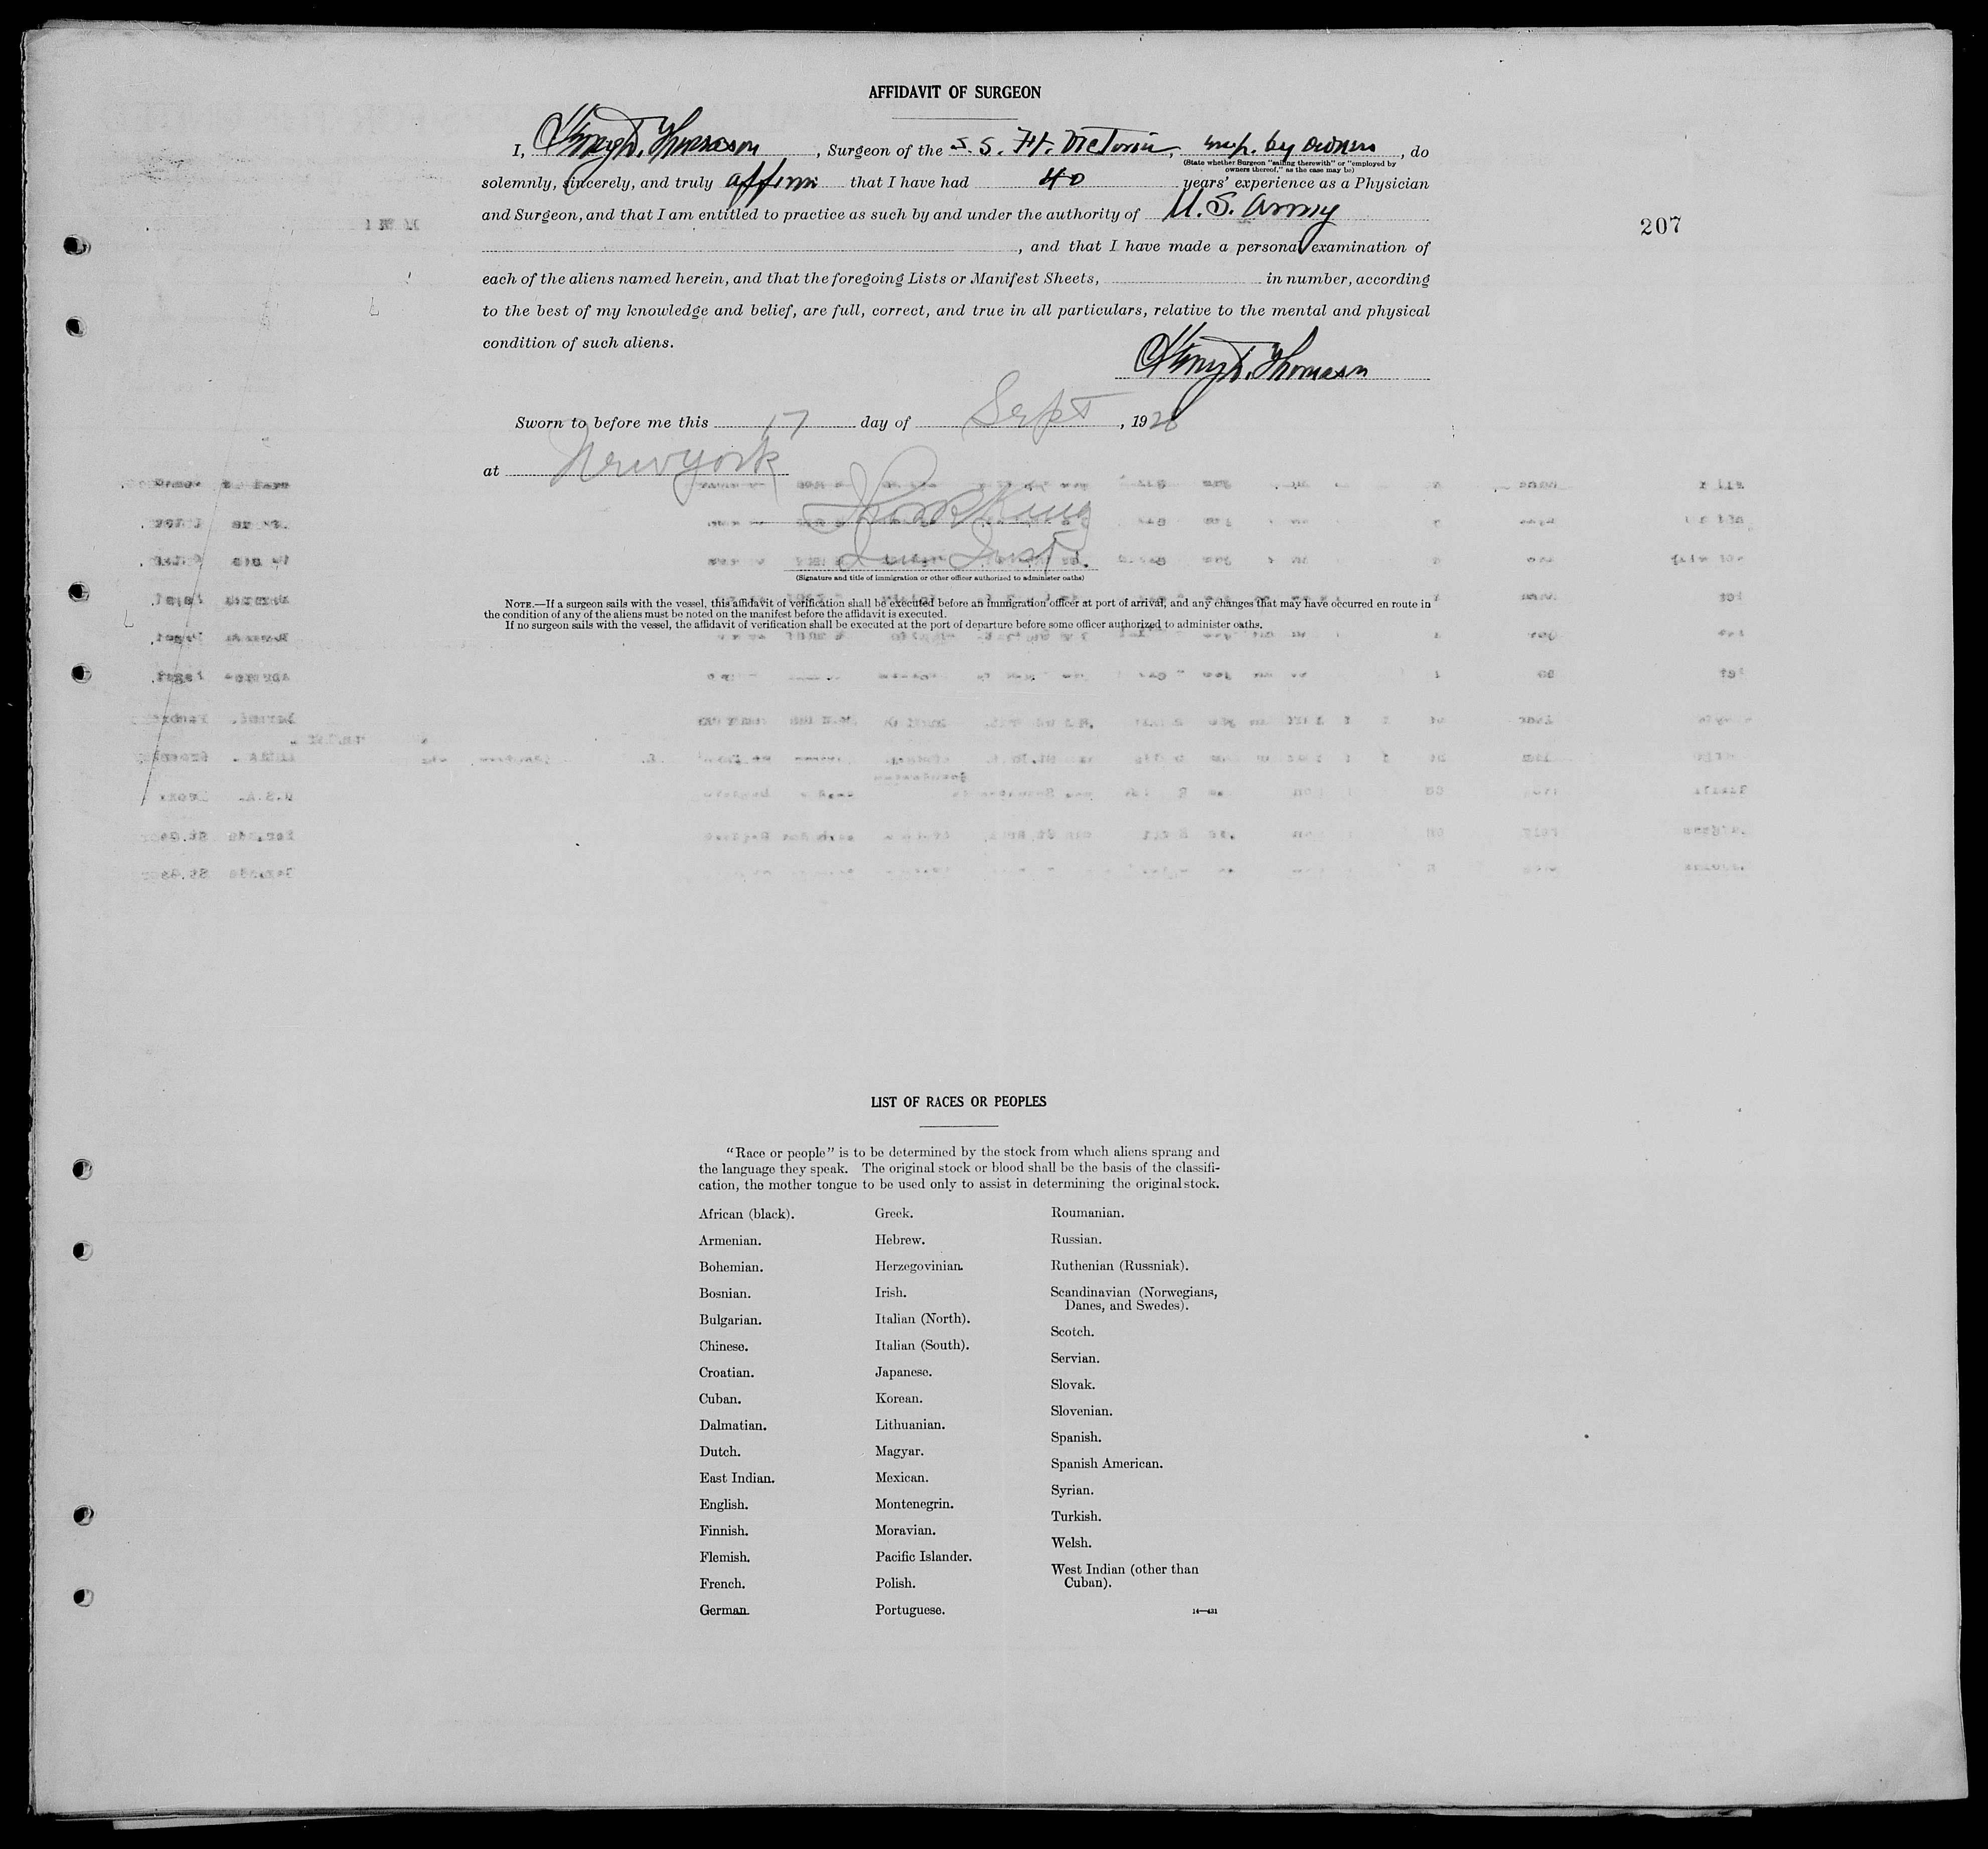 AFFIDAVIT OF SURGEON
I, Henry D. Thomason, Surgeon of the S.S. Ft. Victoria, emp. by owners, do
(State whether Surgeon "sailing therewith" or "employed by
owners thereof," as the case may be)
solemnly, sincerely, and truly affirm that I have had 40 years' experience as a Physician
and Surgeon, and that I am entitled to practice as such by and under the authority of U.S. Army
207
, and that I have made a personal examination of
each of the aliens named herein, and that the foregoing Lists or Manifest Sheets, in number, according
to the best of my knowledge and belief, are full, correct, and true in all particulars, relative to the mental and physical
condition of such aliens.
Henry D. Thomason
Sworn to before me this 17 day of Sept, 1928
at New York
(Signature and title of immigration or other officer authorized to administer oaths)
NOTE.—If a surgeon sails with the vessel, this affidavit of verification shall be executed before an immigration officer at port of arrival, and any changes that may have occurred en route in
the condition of any of the aliens must be noted on the manifest before the affidavit is executed.
If no surgeon sails with the vessel, the affidavit of verification shall be executed at the port of departure before some officer authorized to administer oaths.
LIST OF RACES OR PEOPLES
"Race or people" is to be determined by the stock from which aliens sprang and
the language they speak. The original stock or blood shall be the basis of the classifi-
cation, the mother tongue to be used only to assist in determining the original stock.
African (black).
Armenian.
Bohemian.
Bosnian.
Bulgarian.
Chinese.
Croatian.
Cuban.
Dalmatian.
Dutch.
East Indian.
English.
Finnish.
Flemish.
French.
German.
Greek.
Hebrew.
Herzegovinian.
Irish.
Italian (North).
Italian (South).
Japanese.
Korean.
Lithuanian.
Magyar.
Mexican.
Montenegrin.
Moravian.
Pacific Islander.
Polish.
Portuguese.
Roumanian.
Russian.
Ruthenian (Russniak).
Scandinavian (Norwegians,
Danes, and Swedes).
Scotch.
Servian.
Slovak.
Slovenian.
Spanish.
Spanish American.
Syrian.
Turkish.
Welsh.
West Indian (other than
Cuban).
14—431